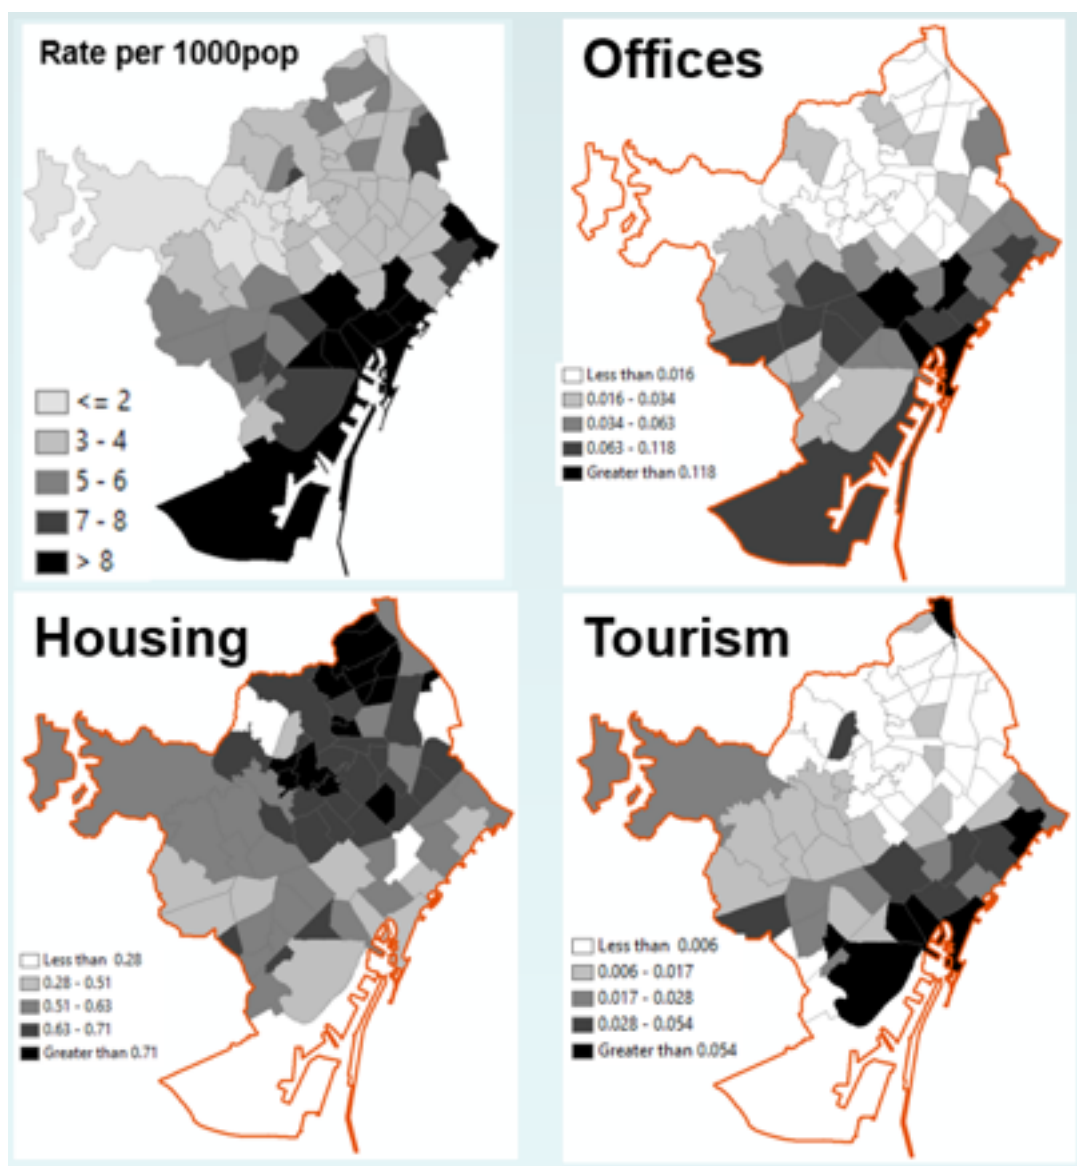 Rate per 1000pop
<= 2
3 - 4
5 - 6
7 - 8
> 8
Offices
Less than 0.016
0.016 - 0.034
0.034 - 0.063
0.063 - 0.118
Greater than 0.118
Housing
Less than 0.28
0.28 - 0.51
0.51 - 0.63
0.63 - 0.71
Greater than 0.71
Tourism
Less than 0.006
0.006 - 0.017
0.017 - 0.028
0.028 - 0.054
Greater than 0.054